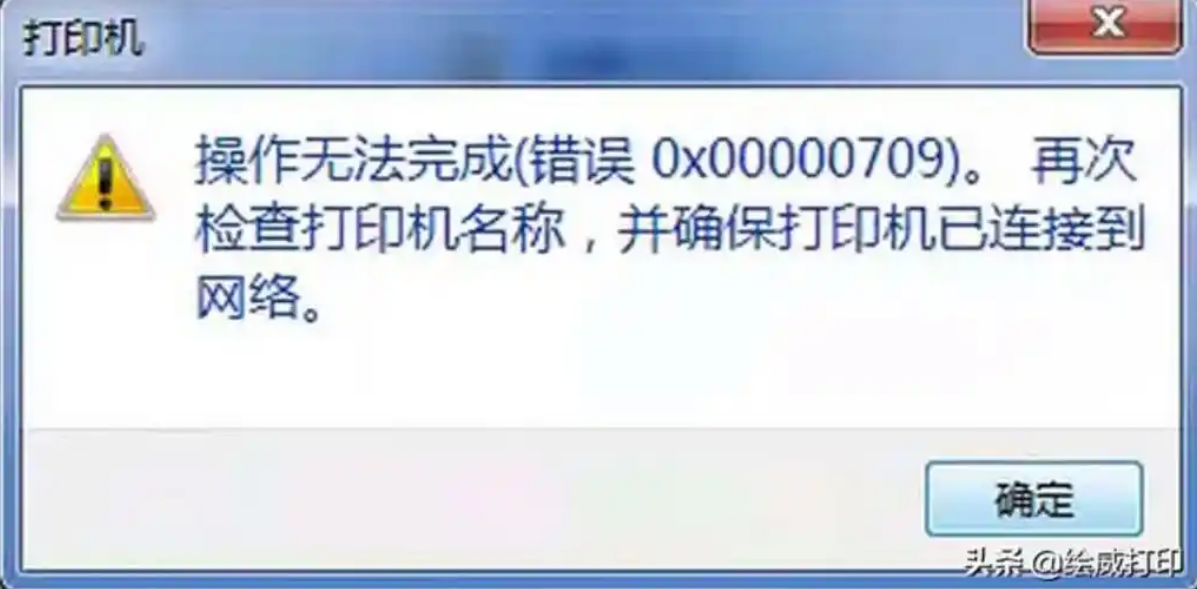 打印机
操作无法完成(错误 0x00000709)。 再次
检查打印机名称，并确保打印机已连接到
网络。
确定
头杀 @绘威打印